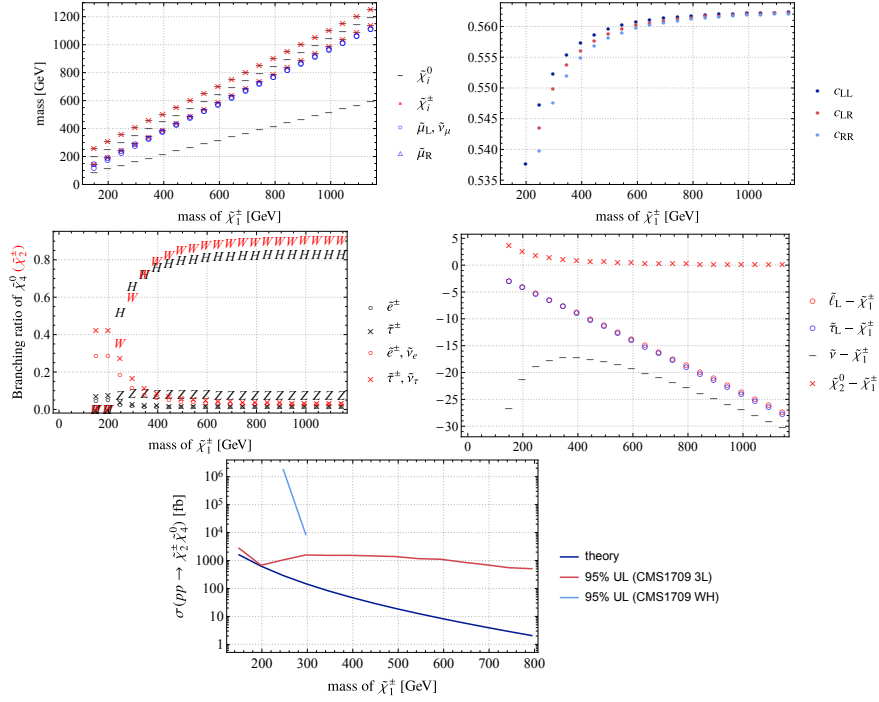 1200
1000
800
600
400
200
0
mass [GeV]
200 400 600 800 1000
mass of χ̃₁± [GeV]
χ̃ᵢ⁰
χ̃ᵢ±
μ̃L, ν̃μ
μ̃R
0.560
0.555
0.550
0.545
0.540
0.535
200 400 600 800 1000
mass of χ̃₁± [GeV]
cLL
cLR
cRR
Branching ratio of χ̃₄⁰ (χ̃₂±)
0.8
0.6
0.4
0.2
0.0
W H Z
0 200 400 600 800 1000
mass of χ̃₁± [GeV]
ẽ±
τ̃±
ẽ±, ν̃e
τ̃±, ν̃τ
5
0
−5
−10
−15
−20
−25
−30
0 200 400 600 800 1000
mass of χ̃₁± [GeV]
ℓ̃L − χ̃₁±
τ̃L − χ̃₁±
ν̃ − χ̃₁±
χ̃₂⁰ − χ̃₁±
σ(pp → χ̃₂± χ̃₄⁰) [fb]
10⁶
10⁵
10⁴
1000
100
10
1
200 300 400 500 600 700 800
mass of χ̃₁± [GeV]
theory
95% UL (CMS1709 3L)
95% UL (CMS1709 WH)